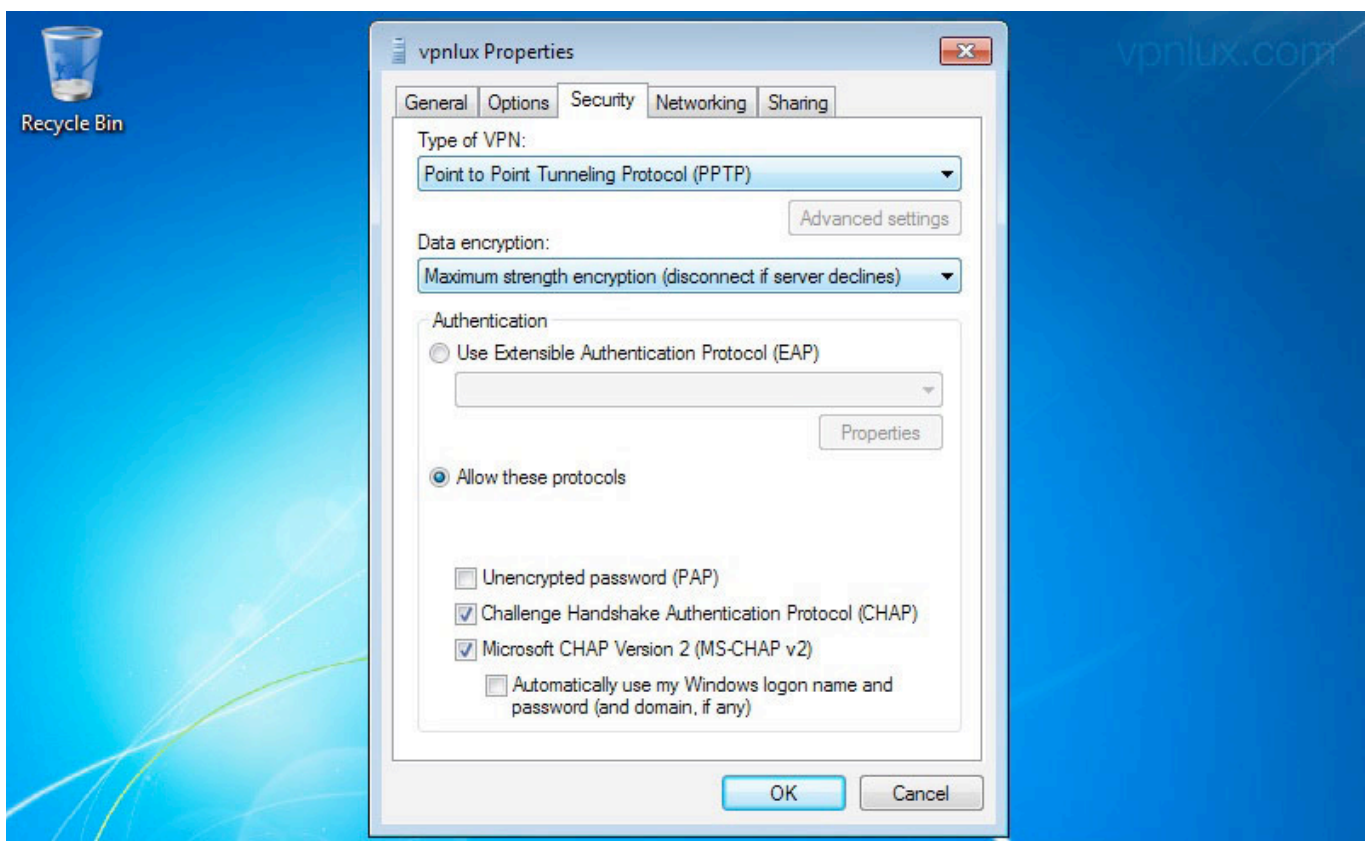 Recycle Bin
vpnlux Properties
vpnlux.com
General Options Security Networking Sharing
Type of VPN:
Point to Point Tunneling Protocol (PPTP)
Advanced settings
Data encryption:
Maximum strength encryption (disconnect if server declines)
Authentication
Use Extensible Authentication Protocol (EAP)
Properties
Allow these protocols
Unencrypted password (PAP)
Challenge Handshake Authentication Protocol (CHAP)
Microsoft CHAP Version 2 (MS-CHAP v2)
Automatically use my Windows logon name and
password (and domain, if any)
OK Cancel